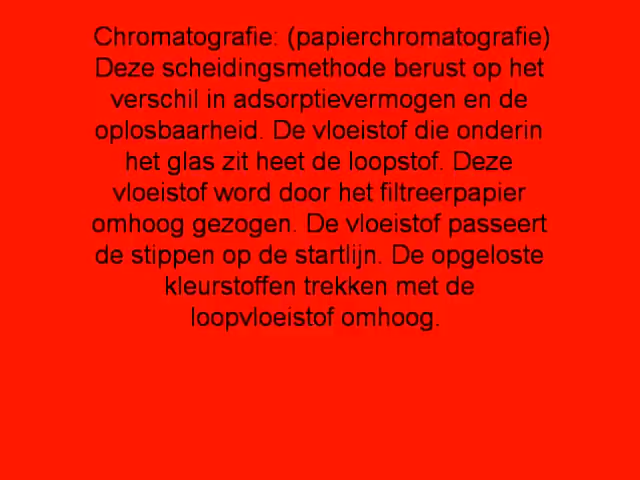 Chromatografie: (papierchromatografie)
Deze scheidingsmethode berust op het
verschil in adsorptievermogen en de
oplosbaarheid. De vloeistof die onderin
het glas zit heet de loopstof. Deze
vloeistof word door het filtreerpapier
omhoog gezogen. De vloeistof passeert
de stippen op de startlijn. De opgeloste
kleurstoffen trekken met de
loopvloeistof omhoog.